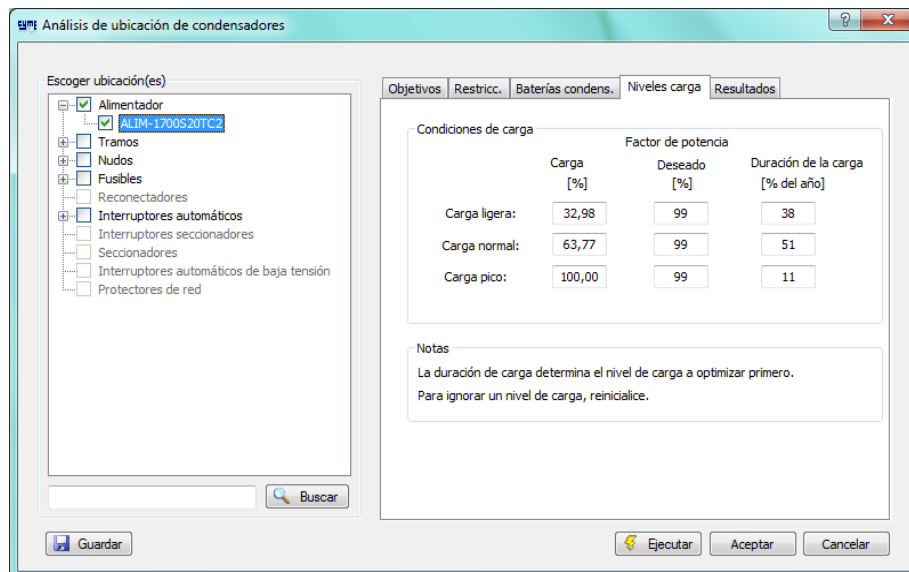 Análisis de ubicación de condensadores
Escoger ubicación(es)
Alimentador
ALIM-1700S20TC2
Tramos
Nudos
Fusibles
Reconectadores
Interruptores automáticos
Interruptores seccionadores
Seccionadores
Interruptores automáticos de baja tensión
Protectores de red
Buscar
Guardar
Objetivos Restricc. Baterías condens. Niveles carga Resultados
Condiciones de carga
Factor de potencia
Carga Deseado Duración de la carga
[%] [%] [% del año]
Carga ligera: 32,98 99 38
Carga normal: 63,77 99 51
Carga pico: 100,00 99 11
Notas
La duración de carga determina el nivel de carga a optimizar primero.
Para ignorar un nivel de carga, reinicialice.
Ejecutar Aceptar Cancelar